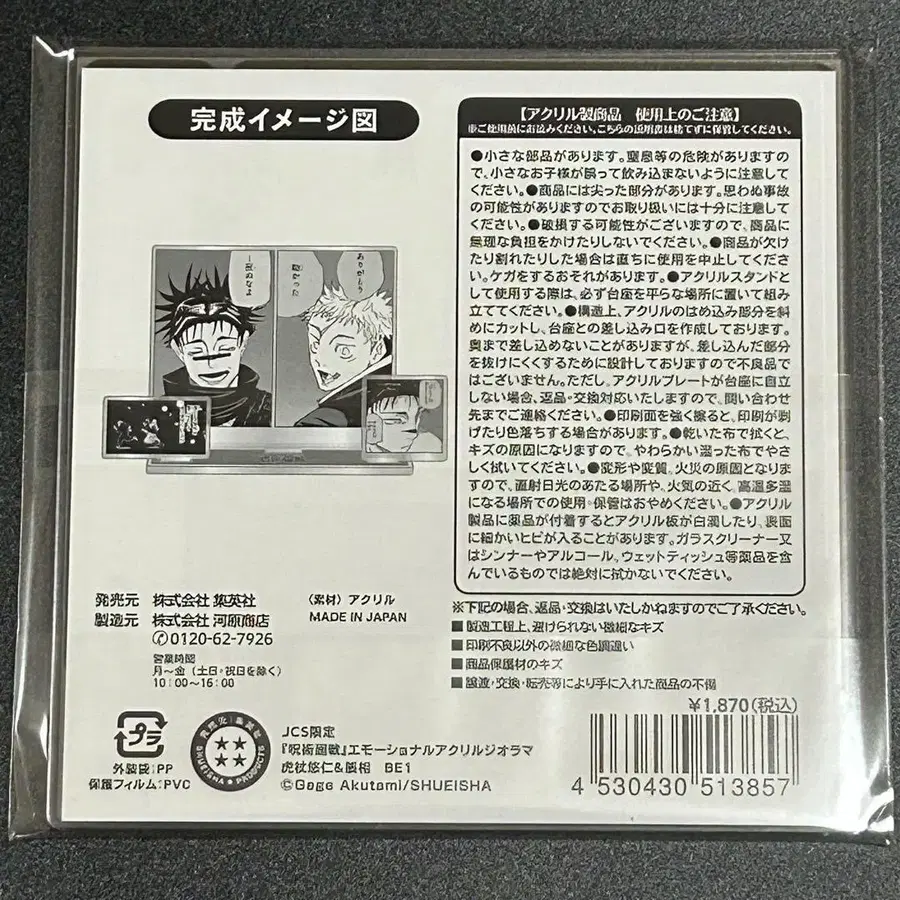 完成イメージ図
ありがとう
助かった
一死ぬなよ
【アクリル製商品 使用上のご注意】
※ご使用前にお読みください。こちらの説明書は捨てずに保管してください。
●小さな部品があります。窒息等の危険がありますの
で、小さなお子様が誤って飲み込まないように注意して
ください。●商品には尖った部分があります。思わぬ事故
の可能性がありますのでお取り扱いには十分に注意して
ください。●破損する可能性がございますので、商品に
無理な負担をかけたりしないでください。●商品が欠け
たり割れたりした場合は直ちに使用を中止してくださ
い。ケガをするおそれがあります。●アクリルスタンドと
して使用する際は、必ず台座を平らな場所に置いて組み
立ててください。●構造上、アクリルのはめ込み部分を斜
めにカットし、台座との差し込み口を作成しております。
奥まで差し込めないことがありますが、差し込んだ部分
を抜けにくくするために設計しておりますので不良品で
はございません。ただし、アクリルプレートが台座に自立
しない場合、返品・交換対応いたしますので、問い合わせ
先までご連絡ください。●印刷面を強く擦ると、印刷が剥
げたり色落ちする場合があります。●乾いた布で拭くと、
キズの原因になりますので、やわらかい湿った布でやさ
しく拭いてください。●変形や変質、火災の原因となりま
すので、直射日光のあたる場所や、火気の近く、高温多湿
になる場所での使用・保管はおやめください。●アクリル
製品に薬品が付着するとアクリル板が白濁したり、表面
に細かいヒビが入ることがあります。ガラスクリーナー又
はシンナーやアルコール、ウェットティッシュ等薬品を含
んでいるものでは絶対に拭かないでください。
発売元 株式会社 集英社
製造元 株式会社 河原商店
0120-62-7926
営業時間
月〜金(土日・祝日を除く)
10:00〜16:00
〈素材〉アクリル
MADE IN JAPAN
※下記の場合、返品・交換はいたしかねますのでご了承ください。
■製造工程上、避けられない微細なキズ
■印刷不良以外の微細な色調違い
■商品保護材のキズ
■譲渡・交換・転売等により手に入れた商品の不備
¥1,870(税込)
プラ
外装袋:PP
保護フィルム:PVC
SHUEISHA PRODUCTS
JCS限定
『呪術廻戦』エモーショナルアクリルジオラマ
虎杖悠仁&脹相 BE1
©Gege Akutami/SHUEISHA
4 530430 513857